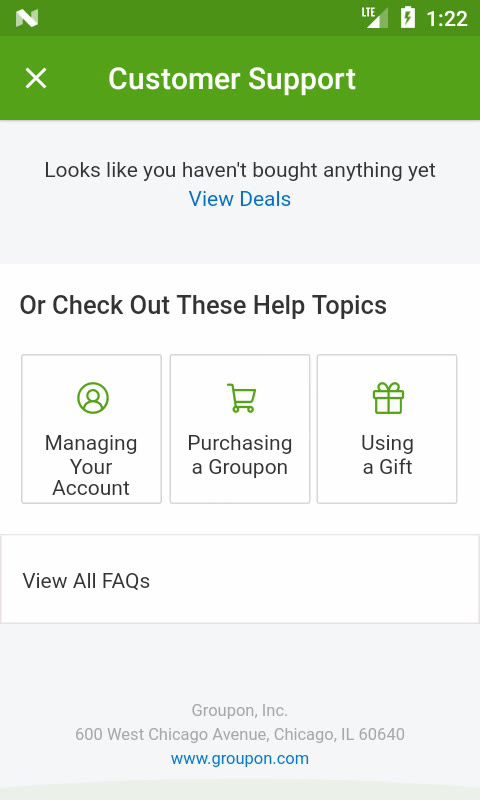 LTE 1:22
Customer Support
Looks like you haven't bought anything yet
View Deals
Or Check Out These Help Topics
Managing Your Account
Purchasing a Groupon
Using a Gift
View All FAQs
Groupon, Inc.
600 West Chicago Avenue, Chicago, IL 60640
www.groupon.com